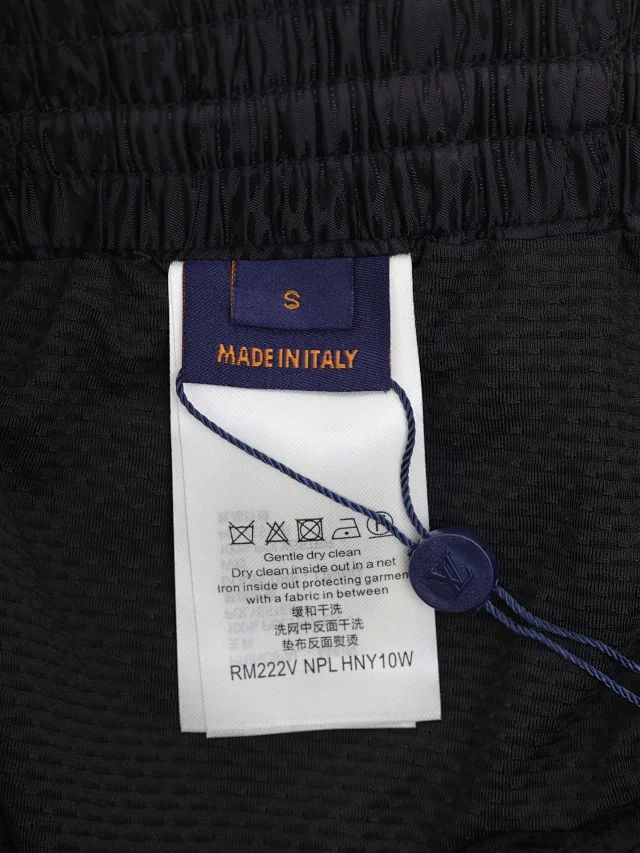 S
MADE IN ITALY
Gentle dry clean
Dry clean inside out in a net
Iron inside out protecting garmen
with a fabric in between
缓和干洗
洗网中反面干洗
垫布反面熨烫
RM222V NPL HNY10W
LV